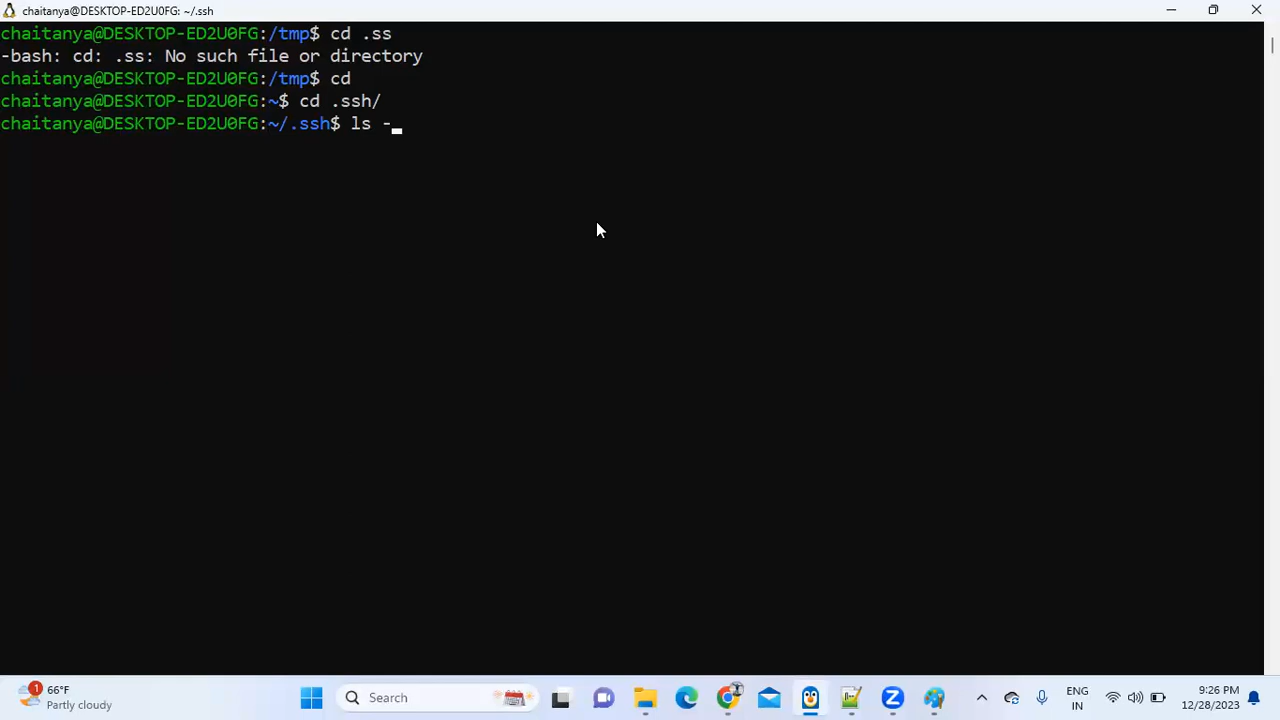 chaitanya@DESKTOP-ED2U0FG: ~/.ssh
chaitanya@DESKTOP-ED2U0FG:/tmp$ cd .ss
-bash: cd: .ss: No such file or directory
chaitanya@DESKTOP-ED2U0FG:/tmp$ cd
chaitanya@DESKTOP-ED2U0FG:~$ cd .ssh/
chaitanya@DESKTOP-ED2U0FG:~/.ssh$ ls -
1
66°F
Partly cloudy
Search
ENG
IN
9:26 PM
12/28/2023